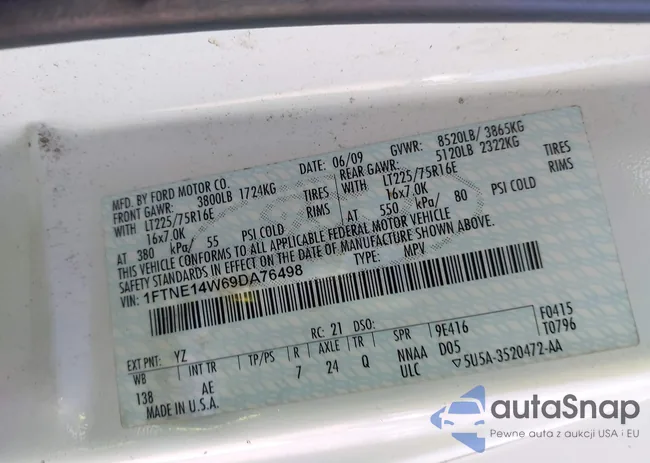 MFD. BY FORD MOTOR CO. DATE: 06/09 GVWR: 8520LB/ 3865KG
FRONT GAWR: 3800LB 1724KG REAR GAWR: 5120LB 2322KG
WITH LT225/75R16E TIRES WITH LT225/75R16E TIRES
16x7.0K RIMS 16x7.0K RIMS
AT 380 kPa/ 55 PSI COLD AT 550 kPa/ 80 PSI COLD
THIS VEHICLE CONFORMS TO ALL APPLICABLE FEDERAL MOTOR VEHICLE
SAFETY STANDARDS IN EFFECT ON THE DATE OF MANUFACTURE SHOWN ABOVE.
VIN: 1FTNE14W69DA76498 TYPE: MPV
F0415
T0796
EXT PNT: YZ RC: 21 DSO: SPR 9E416
WB INT TR TP/PS R AXLE TR NNAA D05
138 AE 7 24 Q ULC ▽5U5A-3520472-AA
MADE IN U.S.A.
autaSnap
Pewne auta z aukcji USA i EU